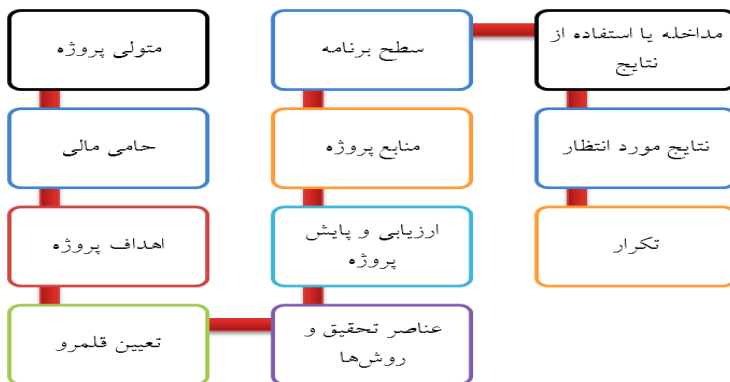 متولی پروژه
حامی مالی
اهداف پروژه
تعیین قلمرو
عناصر تحقیق و
روش‌ها
ارزیابی و پایش
پروژه
منابع پروژه
سطح برنامه
مداخله یا استفاده از
نتایج
نتایج مورد انتظار
تکرار